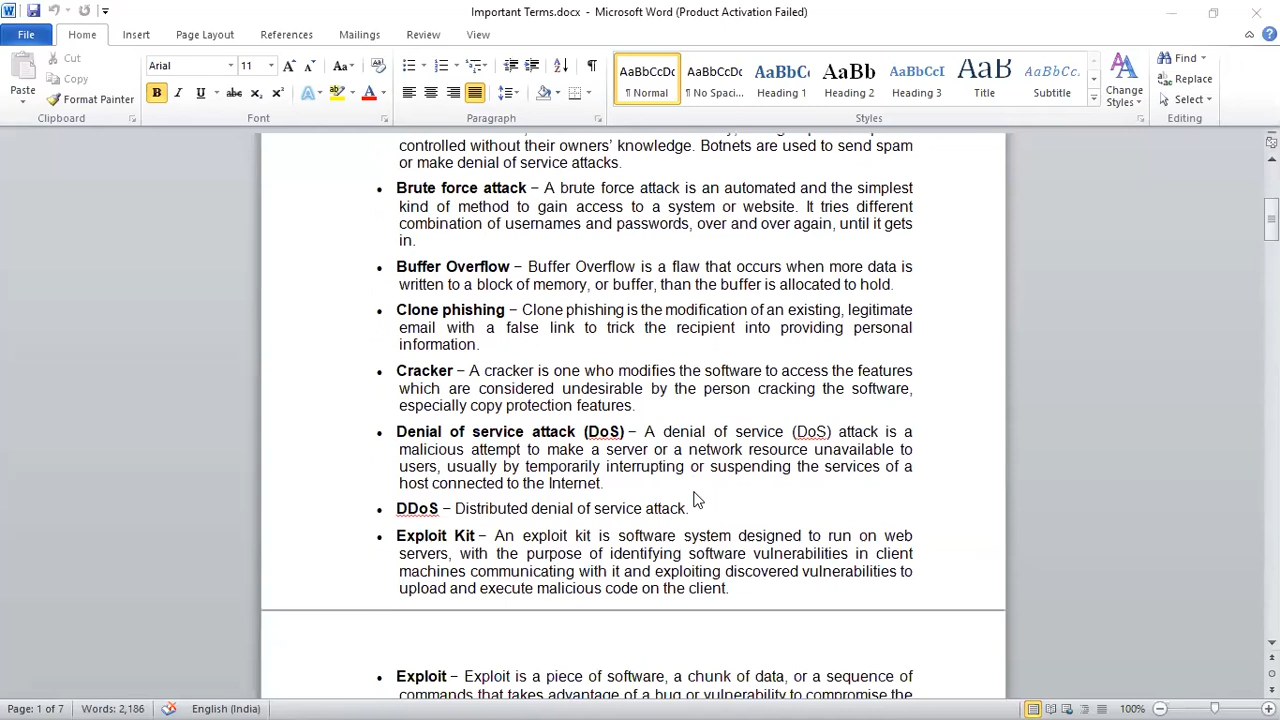 Important Terms.docx - Microsoft Word (Product Activation Failed)
File Home Insert Page Layout References Mailings Review View
Paste Cut Copy Format Painter
Clipboard
Arial 11
Font
Paragraph
AaBbCcDc AaBbCcDc AaBbC AaBb AaBbCcI AaB AaBbCcL
¶ Normal ¶ No Spaci... Heading 1 Heading 2 Heading 3 Title Subtitle
Styles
Change Styles
Find Replace Select
Editing
controlled without their owners’ knowledge. Botnets are used to send spam
or make denial of service attacks.
• Brute force attack − A brute force attack is an automated and the simplest
kind of method to gain access to a system or website. It tries different
combination of usernames and passwords, over and over again, until it gets
in.
• Buffer Overflow − Buffer Overflow is a flaw that occurs when more data is
written to a block of memory, or buffer, than the buffer is allocated to hold.
• Clone phishing − Clone phishing is the modification of an existing, legitimate
email with a false link to trick the recipient into providing personal
information.
• Cracker − A cracker is one who modifies the software to access the features
which are considered undesirable by the person cracking the software,
especially copy protection features.
• Denial of service attack (DoS) − A denial of service (DoS) attack is a
malicious attempt to make a server or a network resource unavailable to
users, usually by temporarily interrupting or suspending the services of a
host connected to the Internet.
• DDoS − Distributed denial of service attack.
• Exploit Kit − An exploit kit is software system designed to run on web
servers, with the purpose of identifying software vulnerabilities in client
machines communicating with it and exploiting discovered vulnerabilities to
upload and execute malicious code on the client.
• Exploit − Exploit is a piece of software, a chunk of data, or a sequence of
commands that takes advantage of a bug or vulnerability to compromise the
Page: 1 of 7 Words: 2,186 English (India) 100%